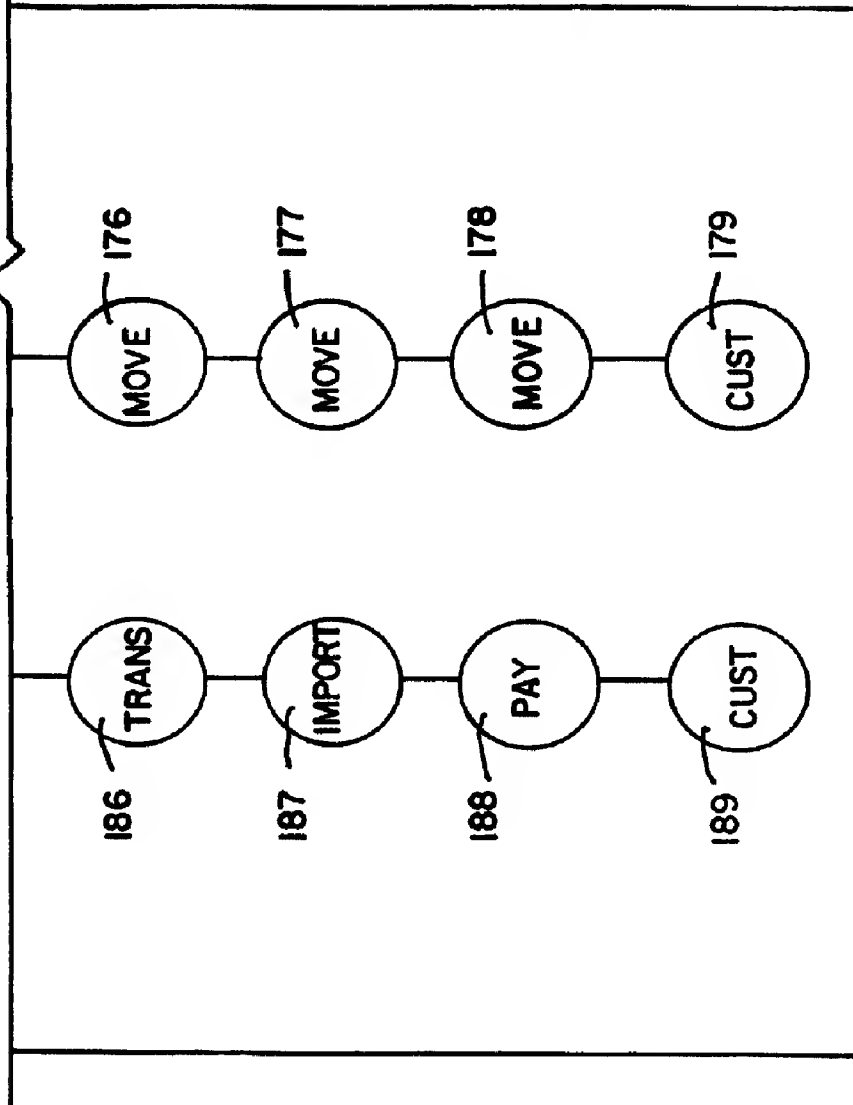 176
MOVE
177
MOVE
178
MOVE
179
CUST
186
TRANS
187
IMPORT
188
PAY
189
CUST